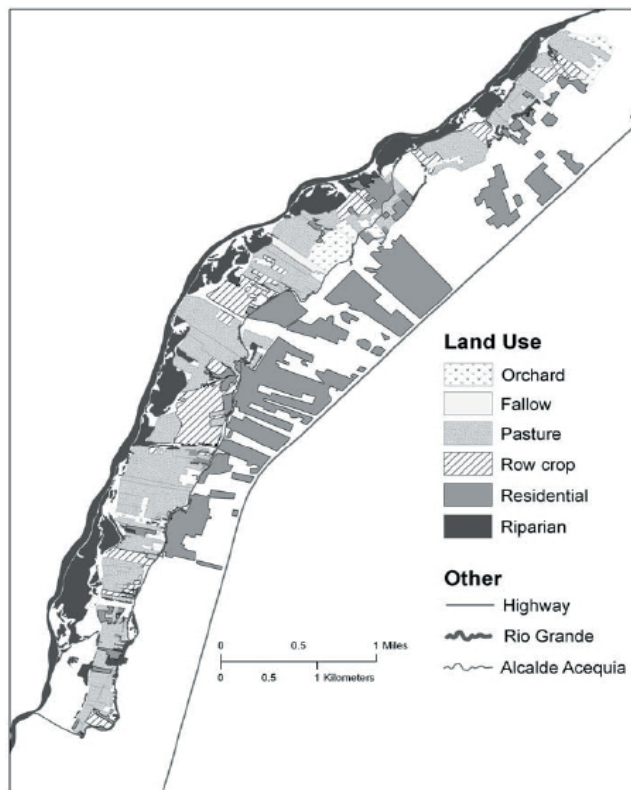 Land Use
Orchard
Fallow
Pasture
Row crop
Residential
Riparian
Other
Highway
Rio Grande
Alcalde Acequia
0 0.5 1 Miles
0 0.5 1 Kilometers